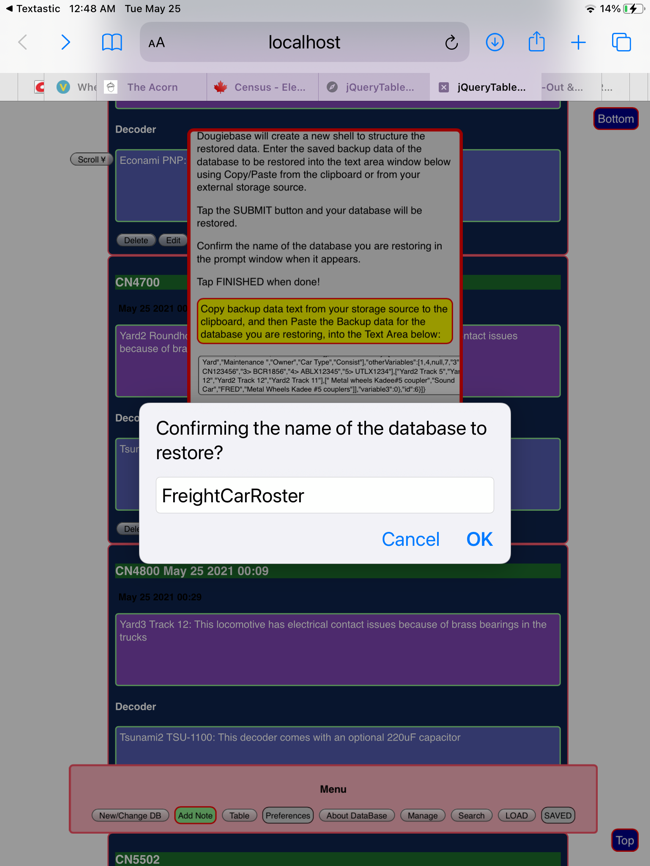 Textastic 12:48 AM Tue May 25 14%
AA localhost
The Acorn Census - Ele... jQueryTable... jQueryTable... -Out &...
Bottom
Decoder
Scroll ¥
Econami PNP:
Delete Edit
Dougiebase will create a new shell to structure the
restored data. Enter the saved backup data of the
database to be restored into the text area window below
using Copy/Paste from the clipboard or from your
external storage source.
Tap the SUBMIT button and your database will be
restored.
Confirm the name of the database you are restoring in
the prompt window when it appears.
Tap FINISHED when done!
Copy backup data text from your storage source to the
clipboard, and then Paste the Backup data for the
database you are restoring, into the Text Area below:
Yard","Maintenance ","Owner","Car Type","Consist"],"otherVariables":[1,4,null,7,"3"
CN123456","3> BCR1856","4> ABLX12345","5> UTLX1234"],["Yard2 Track 5","Yar
12","Yard2 Track 12","Yard2 Track 11"],[" Metal wheels Kadee#5 coupler","Sound
Car","FRED","Metal Wheels Kadee #5 couplers"]],"variable3":0},"id":6}])
CN4700
May 25 2021 00
Yard2 Roundh ntact issues
because of bra
Confirming the name of the database to
restore?
FreightCarRoster
Cancel OK
Deco
Tsur
Dele
CN4800 May 25 2021 00:09
May 25 2021 00:29
Yard3 Track 12: This locomotive has electrical contact issues because of brass bearings in the
trucks
Decoder
Tsunami2 TSU-1100: This decoder comes with an optional 220uF capacitor
Menu
New/Change DB Add Note Table Preferences About DataBase Manage Search LOAD SAVED
Top
CN5502